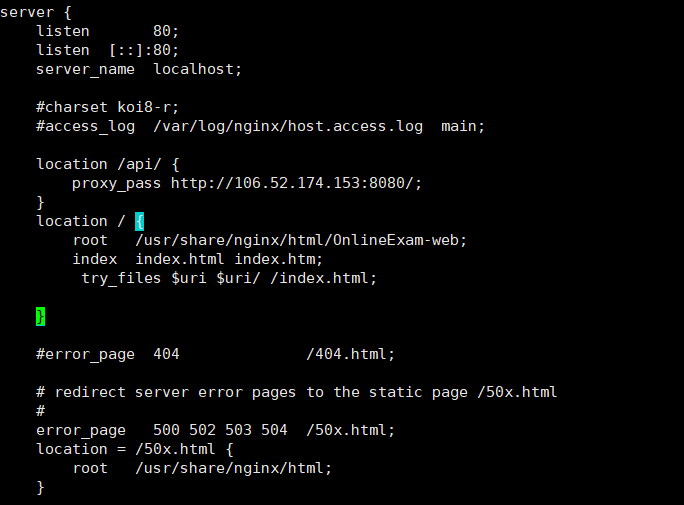 server {
    listen       80;
    listen  [::]:80;
    server_name  localhost;

    #charset koi8-r;
    #access_log  /var/log/nginx/host.access.log  main;

    location /api/ {
        proxy_pass http://106.52.174.153:8080/;
    }
    location / {
        root   /usr/share/nginx/html/OnlineExam-web;
        index  index.html index.htm;
         try_files $uri $uri/ /index.html;

    }

    #error_page  404              /404.html;

    # redirect server error pages to the static page /50x.html
    #
    error_page   500 502 503 504  /50x.html;
    location = /50x.html {
        root   /usr/share/nginx/html;
    }